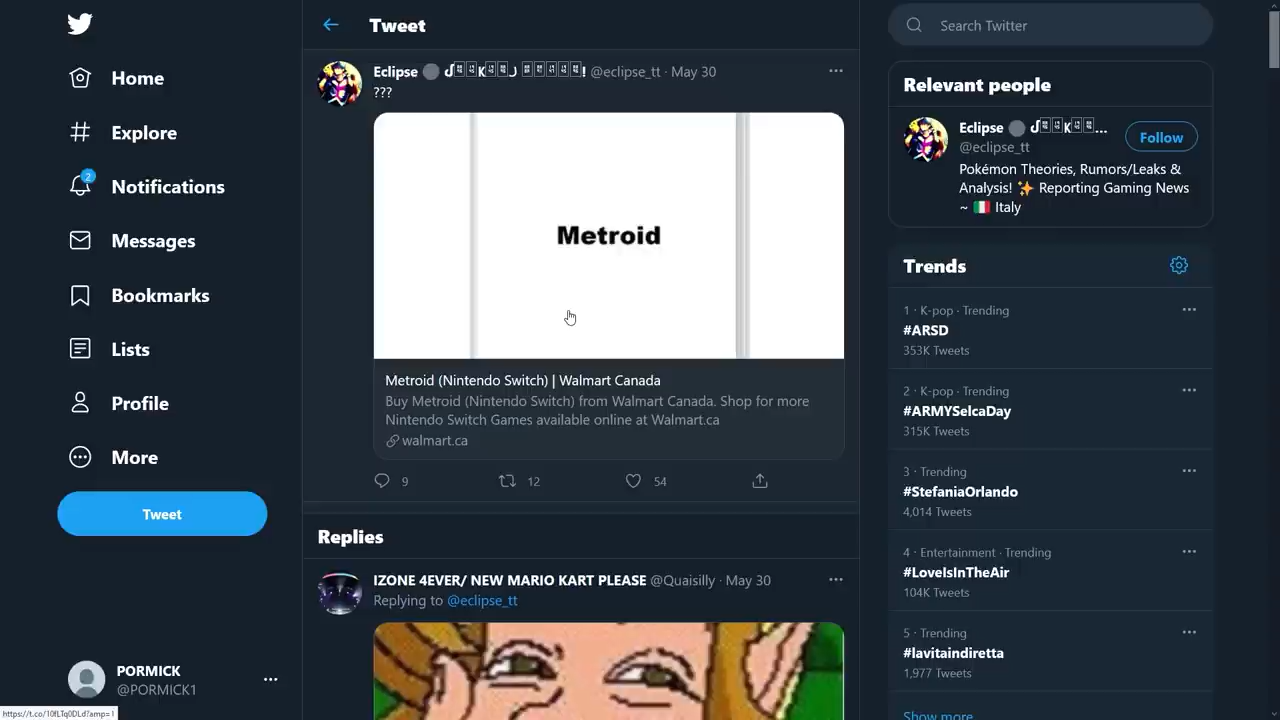 Home
Explore
2
Notifications
Messages
Bookmarks
Lists
Profile
More
Tweet
PORMICK
@PORMICK1
Tweet
Eclipse @eclipse_tt · May 30
???
Metroid
Metroid (Nintendo Switch) | Walmart Canada
Buy Metroid (Nintendo Switch) from Walmart Canada. Shop for more
Nintendo Switch Games available online at Walmart.ca
walmart.ca
9 12 54
Replies
IZONE 4EVER/ NEW MARIO KART PLEASE @Quaisilly · May 30
Replying to @eclipse_tt
Search Twitter
Relevant people
Eclipse
Follow
@eclipse_tt
Pokémon Theories, Rumors/Leaks &
Analysis! ✨ Reporting Gaming News
~ 🇮🇹 Italy
Trends
1 · K-pop · Trending
#ARSD
353K Tweets
2 · K-pop · Trending
#ARMYSelcaDay
315K Tweets
3 · Trending
#StefaniaOrlando
4,014 Tweets
4 · Entertainment · Trending
#LoveIsInTheAir
104K Tweets
5 · Trending
#lavitaindiretta
1,977 Tweets
Show more